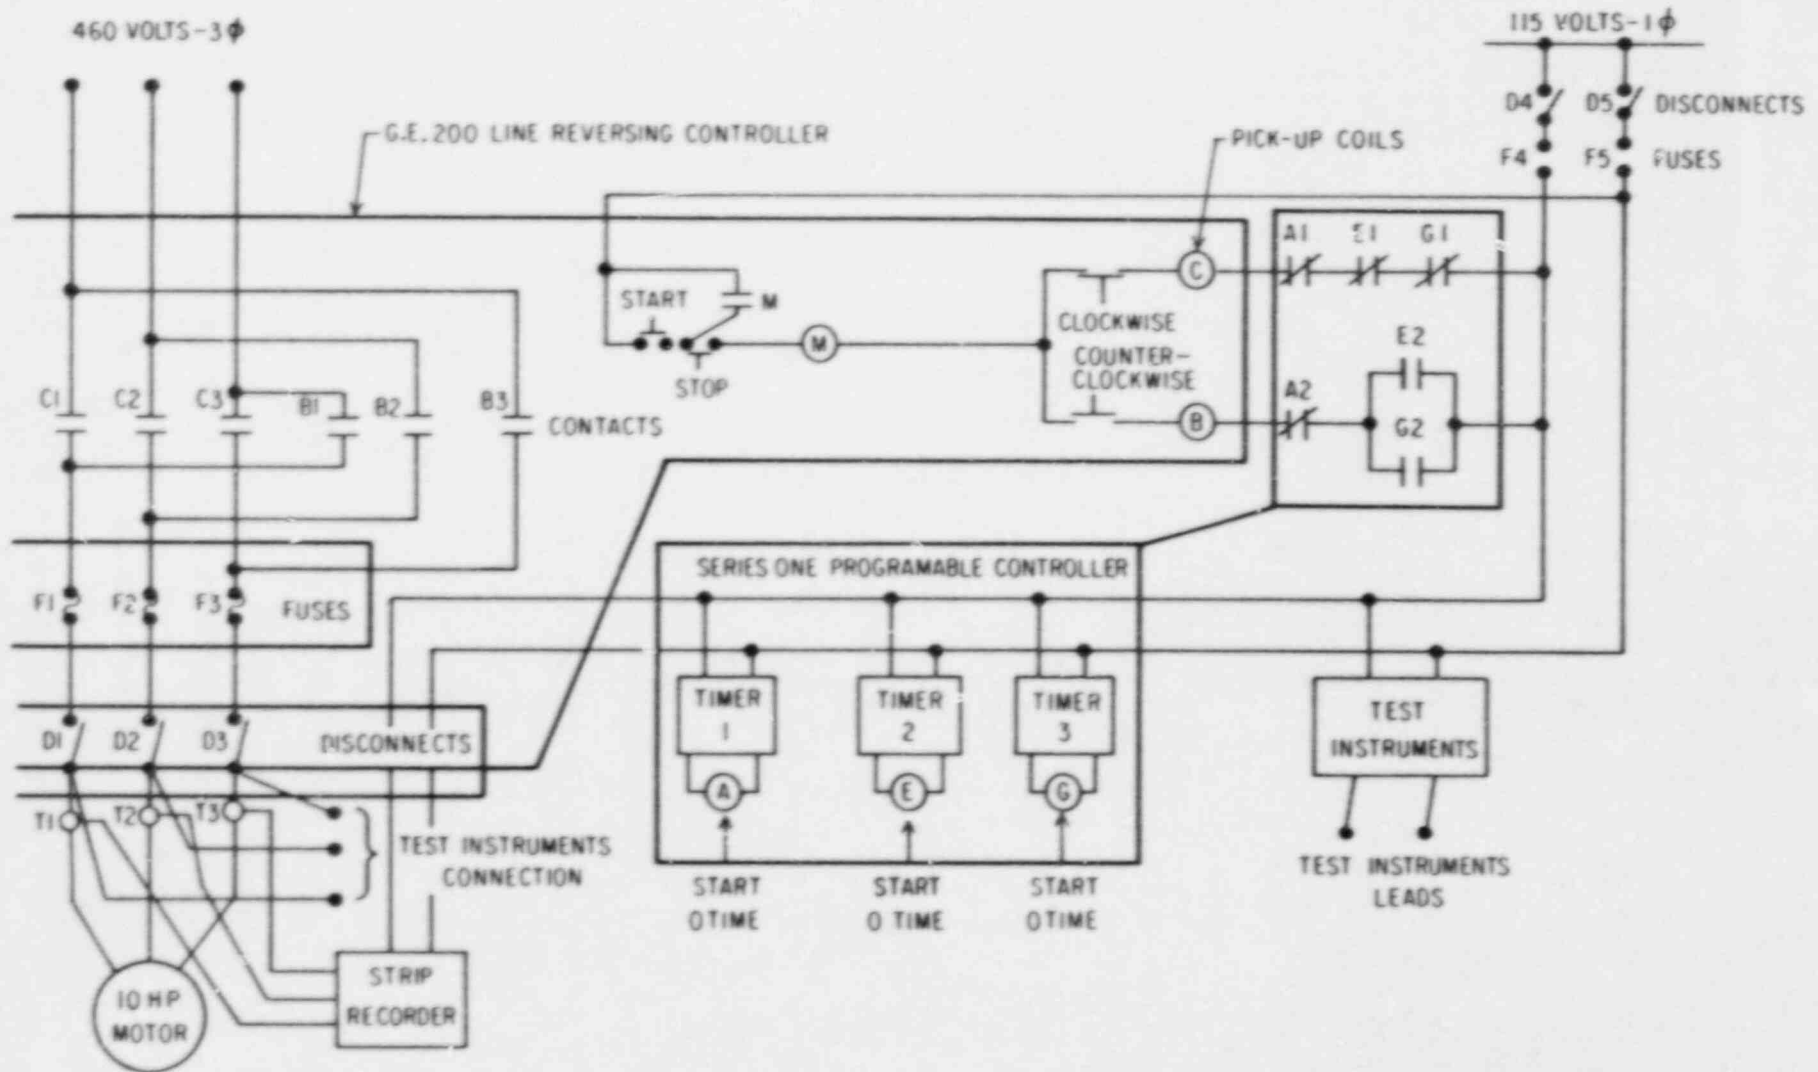 460 VOLTS-3ϕ
115 VOLTS-1ϕ
D4
D5
DISCONNECTS
G.E.200 LINE REVERSING CONTROLLER
PICK-UP COILS
F4
F5
FUSES
A1
E1
G1
C
START
M
CLOCKWISE
M
COUNTER-
CLOCKWISE
E2
STOP
C1
C2
C3
B1
B2
B3
CONTACTS
A2
B
G2
SERIES ONE PROGRAMABLE CONTROLLER
F1
F2
F3
FUSES
TIMER
1
TIMER
2
TIMER
3
TEST
INSTRUMENTS
D1
D2
D3
DISCONNECTS
A
E
G
T1
T2
T3
TEST INSTRUMENTS
CONNECTION
START
0 TIME
START
0 TIME
START
0 TIME
TEST INSTRUMENTS
LEADS
STRIP
RECORDER
10 HP
MOTOR